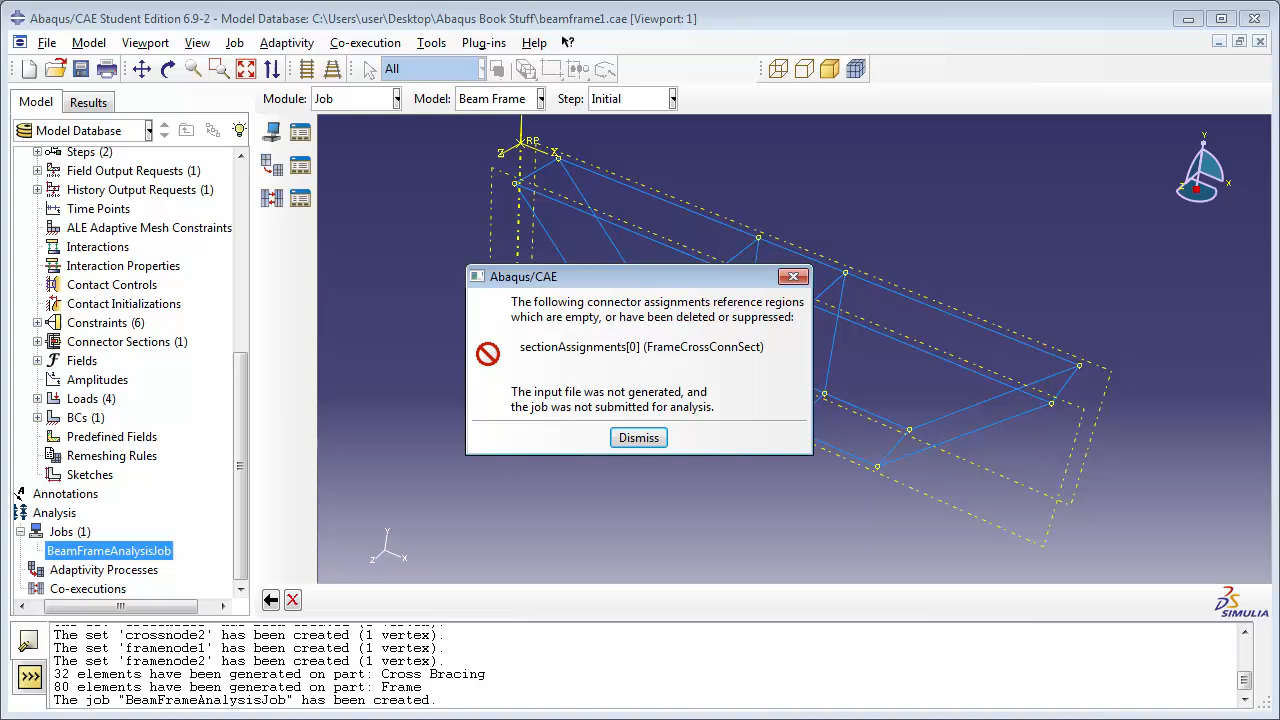 Abaqus/CAE Student Edition 6.9-2 - Model Database: C:\Users\user\Desktop\Abaqus Book Stuff\beamframe1.cae [Viewport: 1]
File Model Viewport View Job Adaptivity Co-execution Tools Plug-ins Help
All
Model Results
Module: Job Model: Beam Frame Step: Initial
Model Database
Steps (2)
Field Output Requests (1)
History Output Requests (1)
Time Points
ALE Adaptive Mesh Constraints
Interactions
Interaction Properties
Contact Controls
Contact Initializations
Constraints (6)
Connector Sections (1)
Fields
Amplitudes
Loads (4)
BCs (1)
Predefined Fields
Remeshing Rules
Sketches
Annotations
Analysis
Jobs (1)
BeamFrameAnalysisJob
Adaptivity Processes
Co-executions
RP
Z X
Y
Z X
Y
Z X
Abaqus/CAE
The following connector assignments reference regions
which are empty, or have been deleted or suppressed:
sectionAssignments[0] (FrameCrossConnSect)
The input file was not generated, and
the job was not submitted for analysis.
Dismiss
SIMULIA
The set 'crossnode2' has been created (1 vertex).
The set 'framenode1' has been created (1 vertex).
The set 'framenode2' has been created (1 vertex).
32 elements have been generated on part: Cross Bracing
80 elements have been generated on part: Frame
The job "BeamFrameAnalysisJob" has been created.
>>>